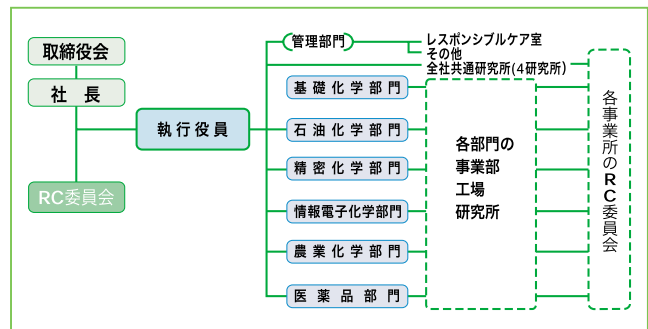 取締役会
社長
RC委員会
執行役員
管理部門
レスポンシブルケア室
その他
全社共通研究所(4研究所)
基礎化学部門
石油化学部門
精密化学部門
情報電子化学部門
農業化学部門
医薬品部門
各部門の
事業部
工場
研究所
各事業所のRC委員会